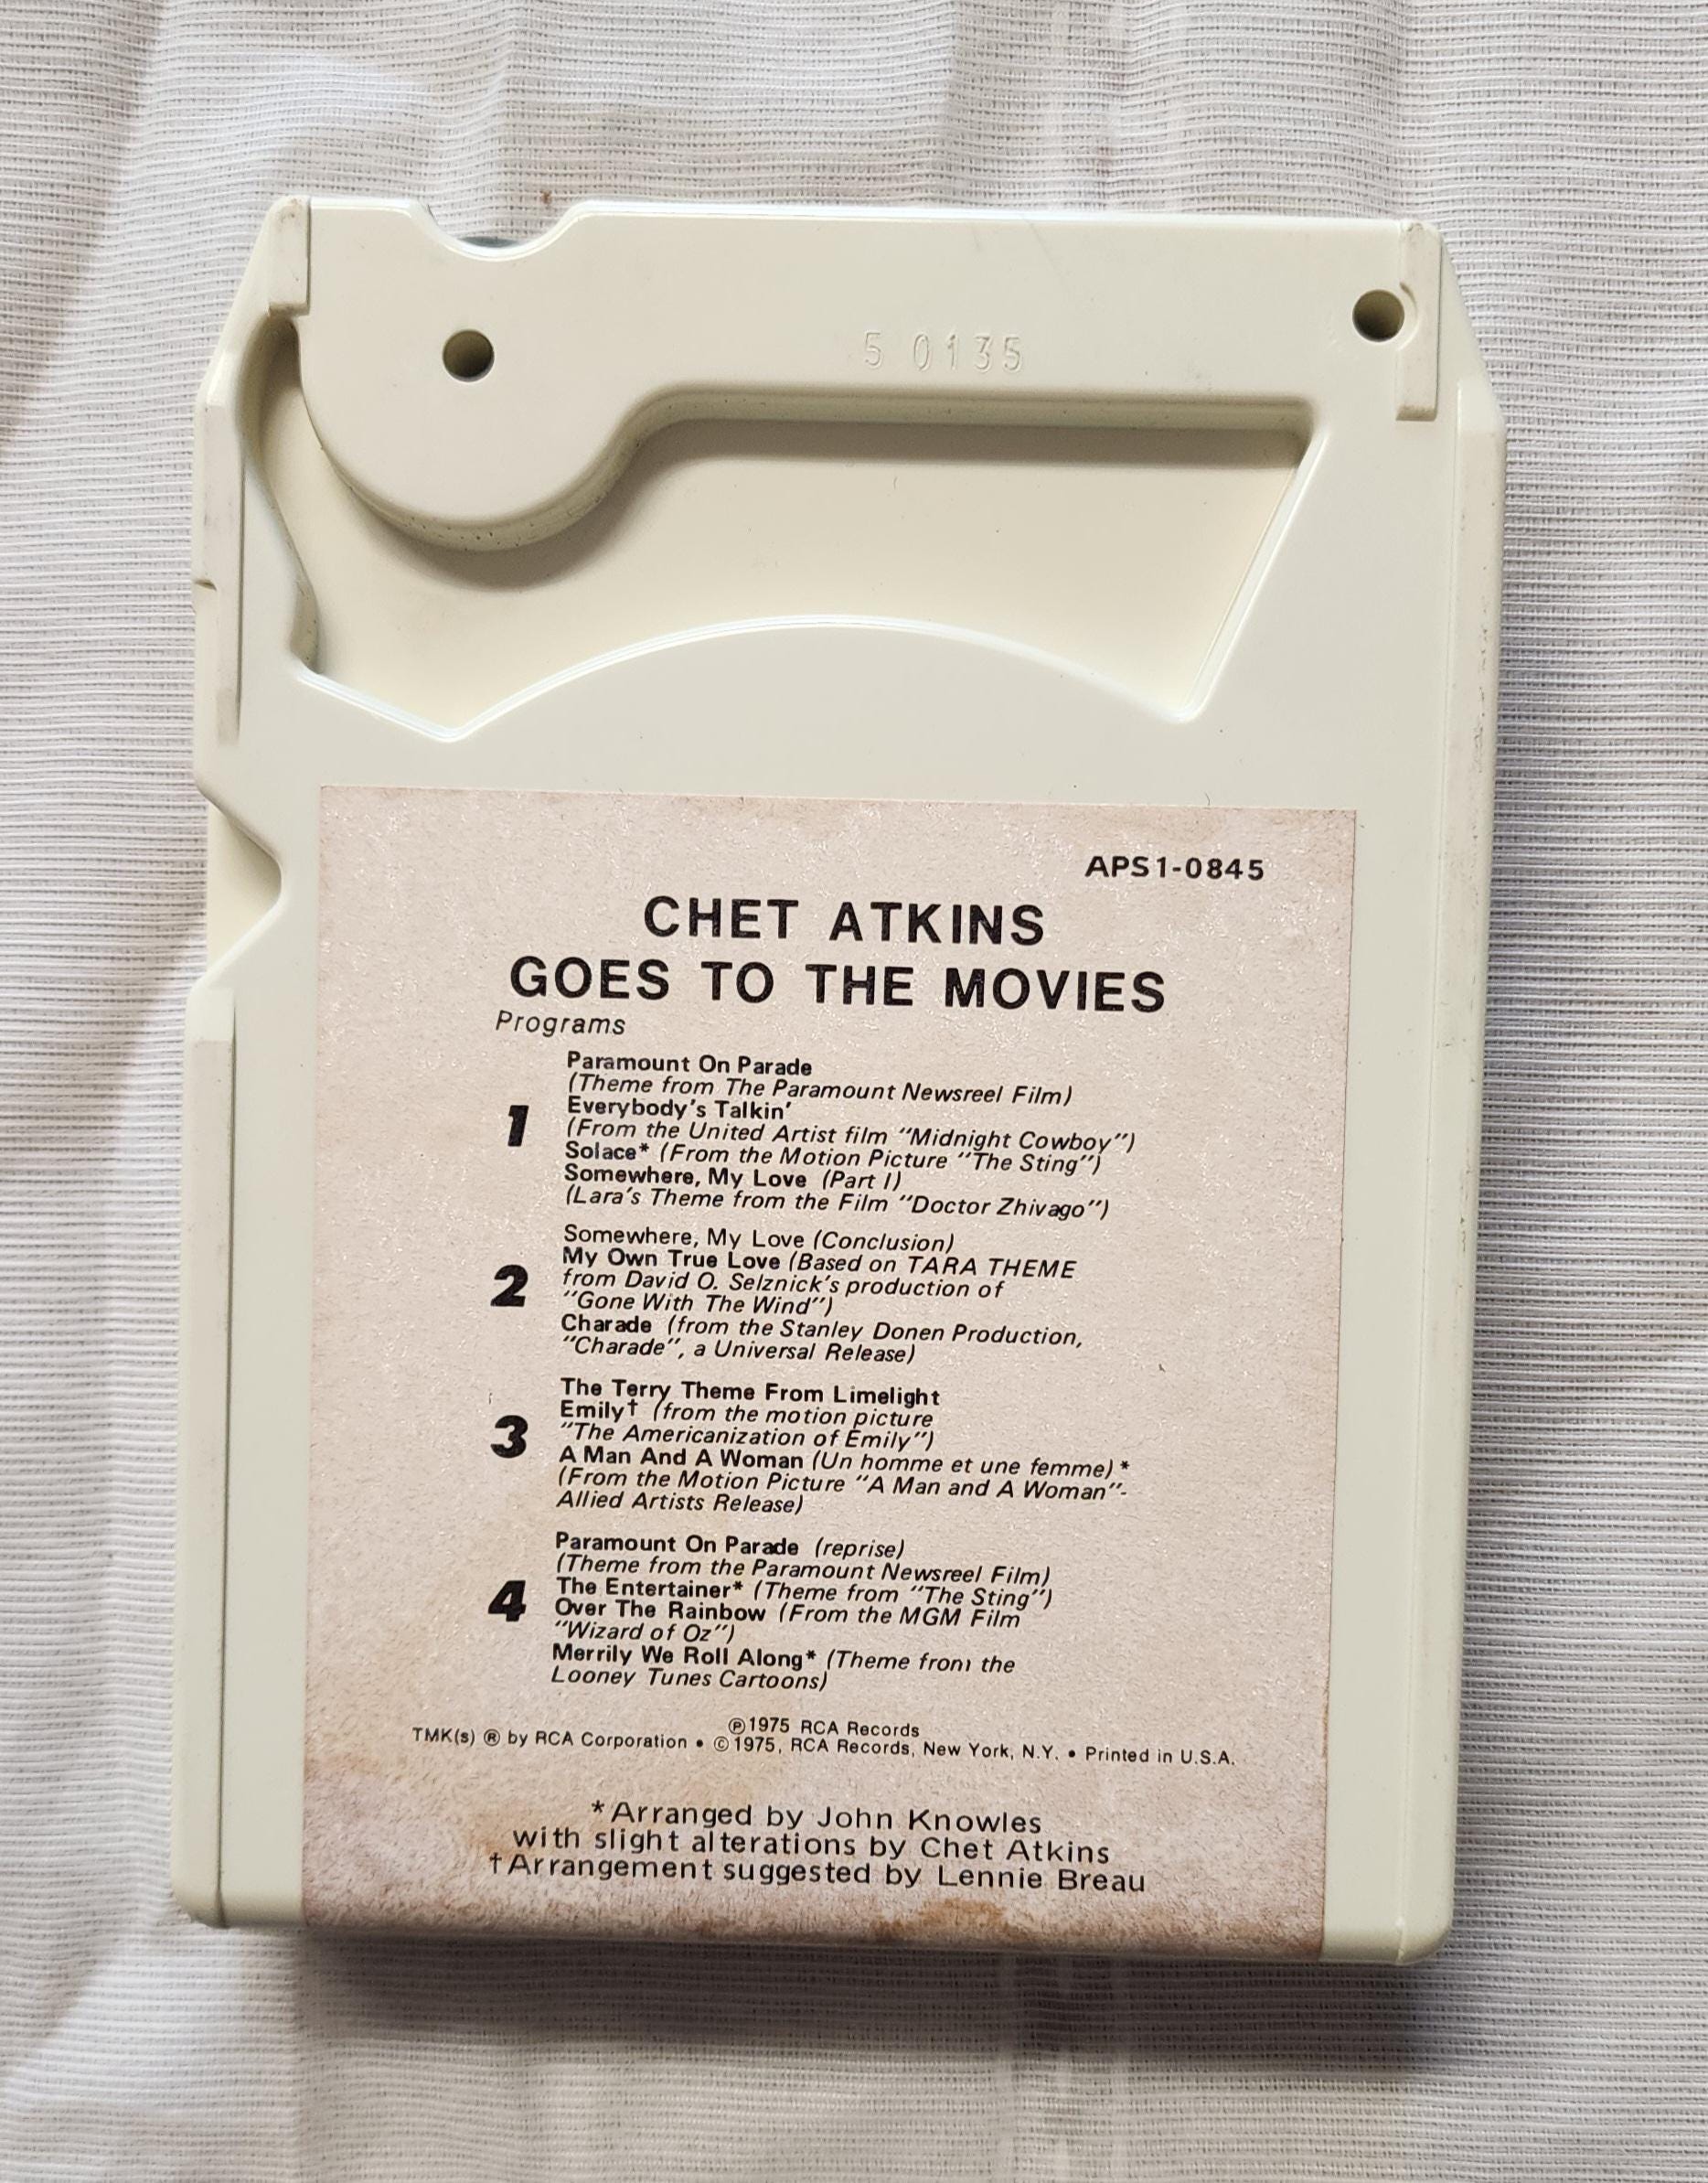 5 0135
APS1-0845
CHET ATKINS
GOES TO THE MOVIES
Programs
1
Paramount On Parade
(Theme from The Paramount Newsreel Film)
Everybody's Talkin'
(From the United Artist film "Midnight Cowboy")
Solace* (From the Motion Picture "The Sting")
Somewhere, My Love (Part I)
(Lara's Theme from the Film "Doctor Zhivago")
2
Somewhere, My Love (Conclusion)
My Own True Love (Based on TARA THEME
from David O. Selznick's production of
"Gone With The Wind")
Charade (from the Stanley Donen Production,
"Charade", a Universal Release)
3
The Terry Theme From Limelight
Emily† (from the motion picture
"The Americanization of Emily")
A Man And A Woman (Un homme et une femme) *
(From the Motion Picture "A Man and A Woman"-
Allied Artists Release)
4
Paramount On Parade (reprise)
(Theme from the Paramount Newsreel Film)
The Entertainer* (Theme from "The Sting")
Over The Rainbow (From the MGM Film
"Wizard of Oz")
Merrily We Roll Along* (Theme from the
Looney Tunes Cartoons)
℗1975 RCA Records
TMK(s) ® by RCA Corporation • ©1975, RCA Records, New York, N.Y. • Printed in U.S.A.
*Arranged by John Knowles
with slight alterations by Chet Atkins
†Arrangement suggested by Lennie Breau